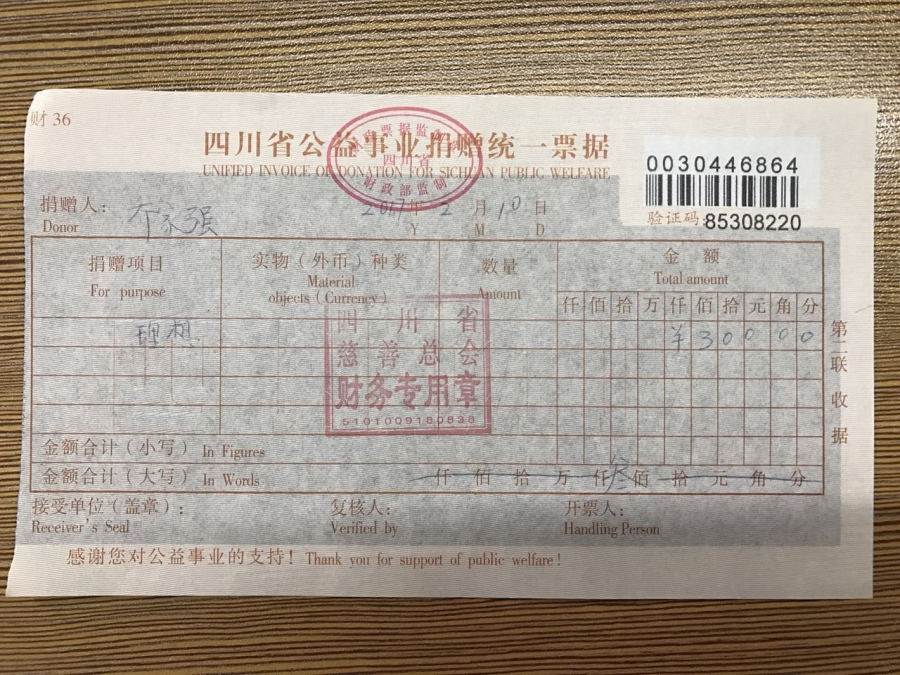 财 36
四川省公益事业捐赠统一票据
UNIFIED INVOICE OF DONATION FOR SICHUAN PUBLIC WELFARE
四川省
财政部监制
0030446864
验证码:85308220
捐赠人: 家强
Donor
2017年 2 月 10 日
Y M D
捐赠项目 实物（外币）种类 数量 金 额
For purpose Material objects (Currency) Amount Total amount
仟 佰 拾 万 仟 佰 拾 元 角 分
理想 ¥ 3 0 0 0 0
四川省
慈善总会
财务专用章
5101009180838
金额合计（小写） In Figures
金额合计（大写） In Words 仟 佰 拾 万 仟 叁 佰 拾 元 角 分
接受单位（盖章）: 复核人: 开票人:
Receiver's Seal Verified by Handling Person
感谢您对公益事业的支持! Thank you for support of public welfare!
第二联收据